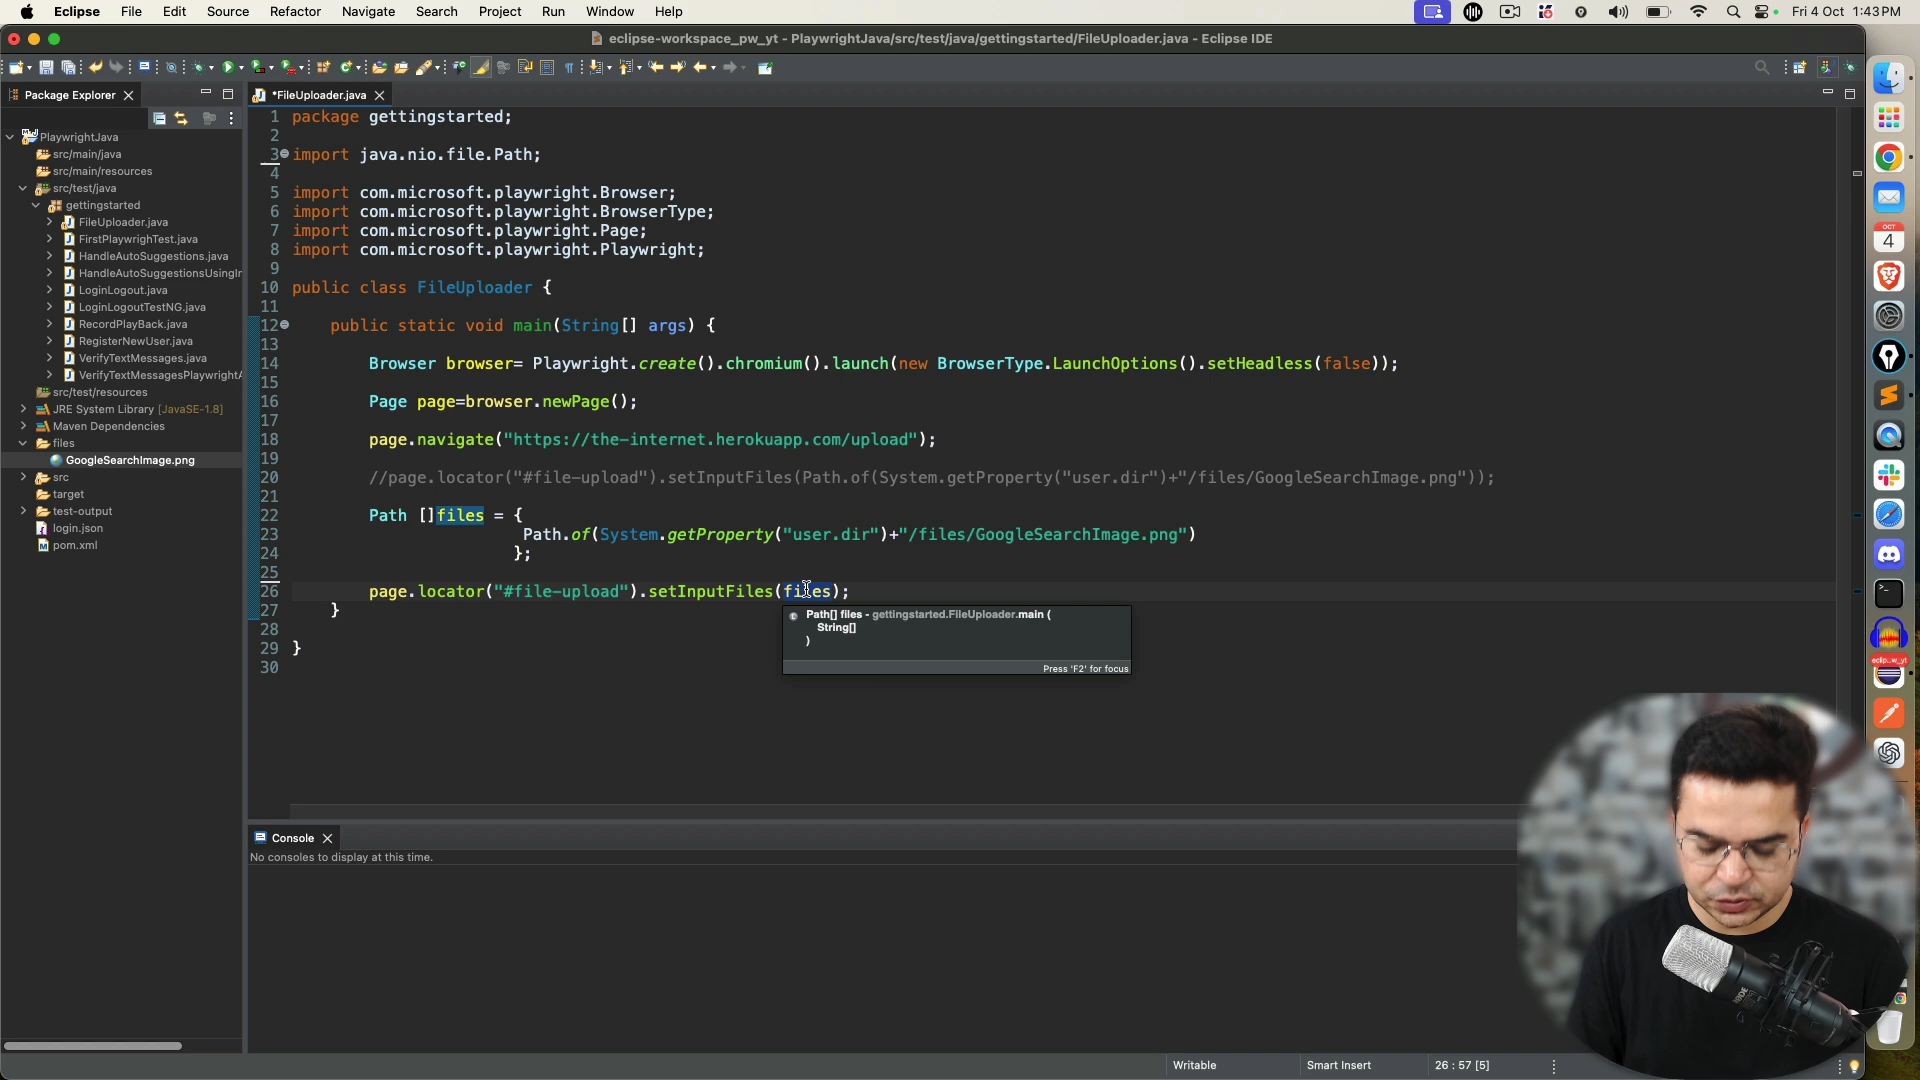 Eclipse File Edit Source Refactor Navigate Search Project Run Window Help Fri 4 Oct 1:43 PM
eclipse-workspace_pw_yt - PlaywrightJava/src/test/java/gettingstarted/FileUploader.java - Eclipse IDE
Package Explorer
PlaywrightJava
src/main/java
src/main/resources
src/test/java
gettingstarted
FileUploader.java
FirstPlaywrighTest.java
HandleAutoSuggestions.java
HandleAutoSuggestionsUsingIr
LoginLogout.java
LoginLogoutTestNG.java
RecordPlayBack.java
RegisterNewUser.java
VerifyTextMessages.java
VerifyTextMessagesPlaywrightA
src/test/resources
JRE System Library [JavaSE-1.8]
Maven Dependencies
files
GoogleSearchImage.png
src
target
test-output
login.json
pom.xml
*FileUploader.java
1 package gettingstarted;
2
3 import java.nio.file.Path;
4
5 import com.microsoft.playwright.Browser;
6 import com.microsoft.playwright.BrowserType;
7 import com.microsoft.playwright.Page;
8 import com.microsoft.playwright.Playwright;
9
10 public class FileUploader {
11
12 public static void main(String[] args) {
13
14 Browser browser= Playwright.create().chromium().launch(new BrowserType.LaunchOptions().setHeadless(false));
15
16 Page page=browser.newPage();
17
18 page.navigate("https://the-internet.herokuapp.com/upload");
19
20 //page.locator("#file-upload").setInputFiles(Path.of(System.getProperty("user.dir")+"/files/GoogleSearchImage.png"));
21
22 Path []files = {
23 Path.of(System.getProperty("user.dir")+"/files/GoogleSearchImage.png")
24 };
25
26 page.locator("#file-upload").setInputFiles(files);
27 }
28
29 }
30
Path[] files - gettingstarted.FileUploader.main (
String[]
)
Press 'F2' for focus
Console
No consoles to display at this time.
Writable Smart Insert 26 : 57 [5]
OCT
4
eclip..w_yt
RØDE